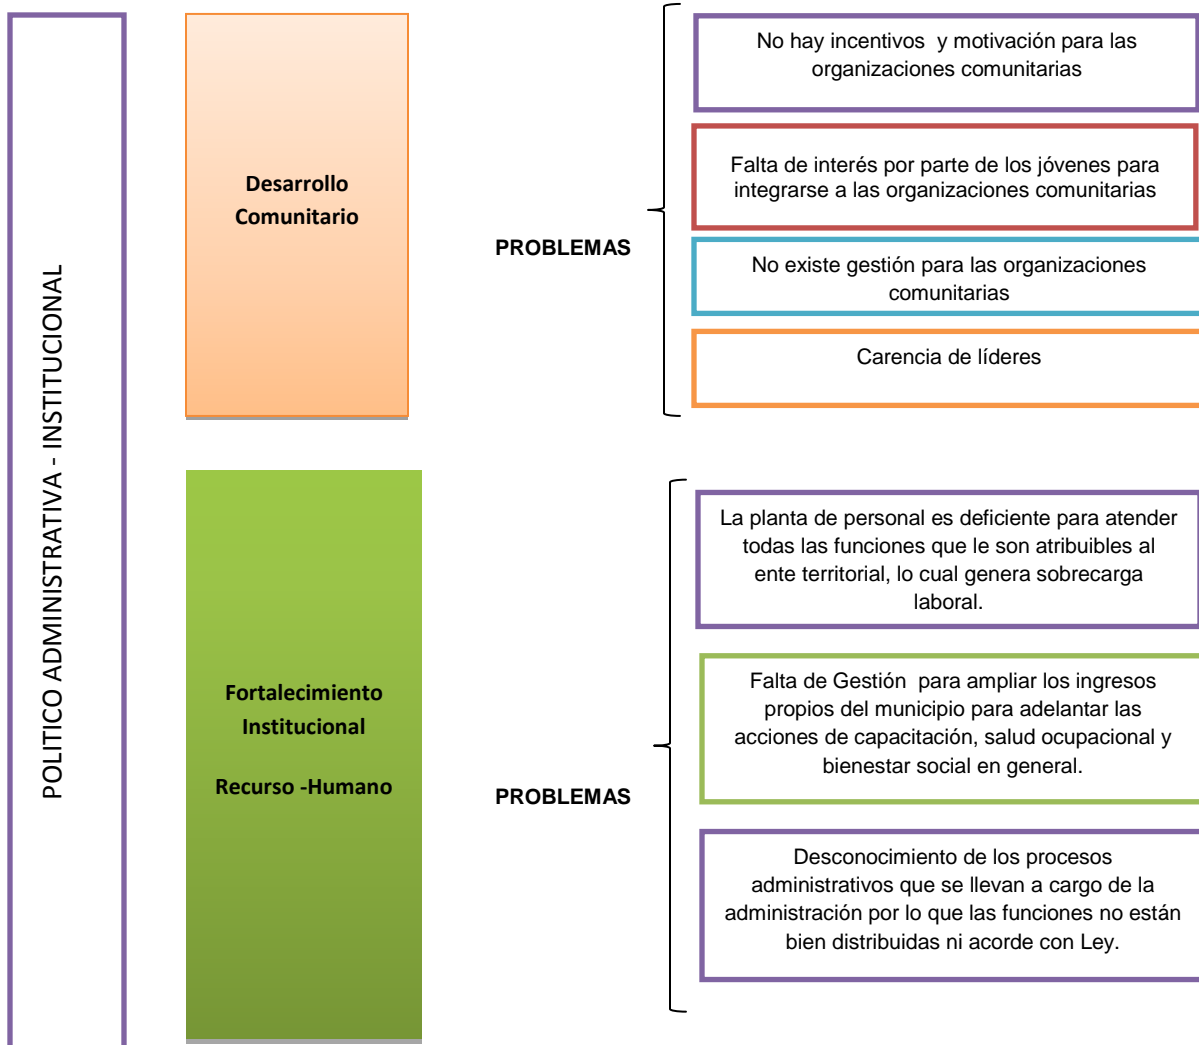 POLITICO ADMINISTRATIVA - INSTITUCIONAL
Desarrollo
Comunitario
PROBLEMAS
No hay incentivos  y motivación para las
organizaciones comunitarias
Falta de interés por parte de los jóvenes para
integrarse a las organizaciones comunitarias
No existe gestión para las organizaciones
comunitarias
Carencia de líderes
Fortalecimiento
Institucional
Recurso -Humano
PROBLEMAS
La planta de personal es deficiente para atender
todas las funciones que le son atribuibles al
ente territorial, lo cual genera sobrecarga
laboral.
Falta de Gestión  para ampliar los ingresos
propios del municipio para adelantar las
acciones de capacitación, salud ocupacional y
bienestar social en general.
Desconocimiento de los procesos
administrativos que se llevan a cargo de la
administración por lo que las funciones no están
bien distribuidas ni acorde con Ley.